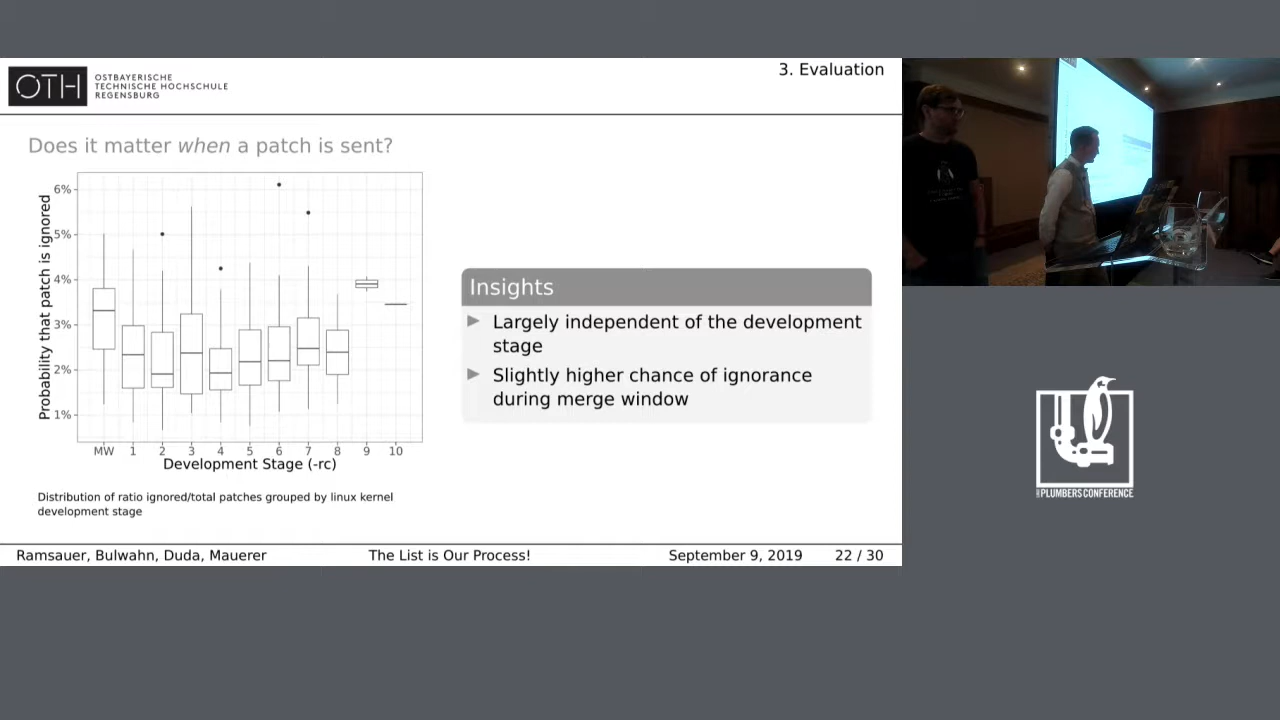 OTH
OSTBAYERISCHE
TECHNISCHE HOCHSCHULE
REGENSBURG
3. Evaluation
Does it matter when a patch is sent?
Probability that patch is ignored
6%
5%
4%
3%
2%
1%
MW 1 2 3 4 5 6 7 8 9 10
Development Stage (-rc)
Distribution of ratio ignored/total patches grouped by linux kernel
development stage
Insights
Largely independent of the development
stage
Slightly higher chance of ignorance
during merge window
Ramsauer, Bulwahn, Duda, Mauerer The List is Our Process! September 9, 2019 22 / 30
PLUMBERS CONFERENCE